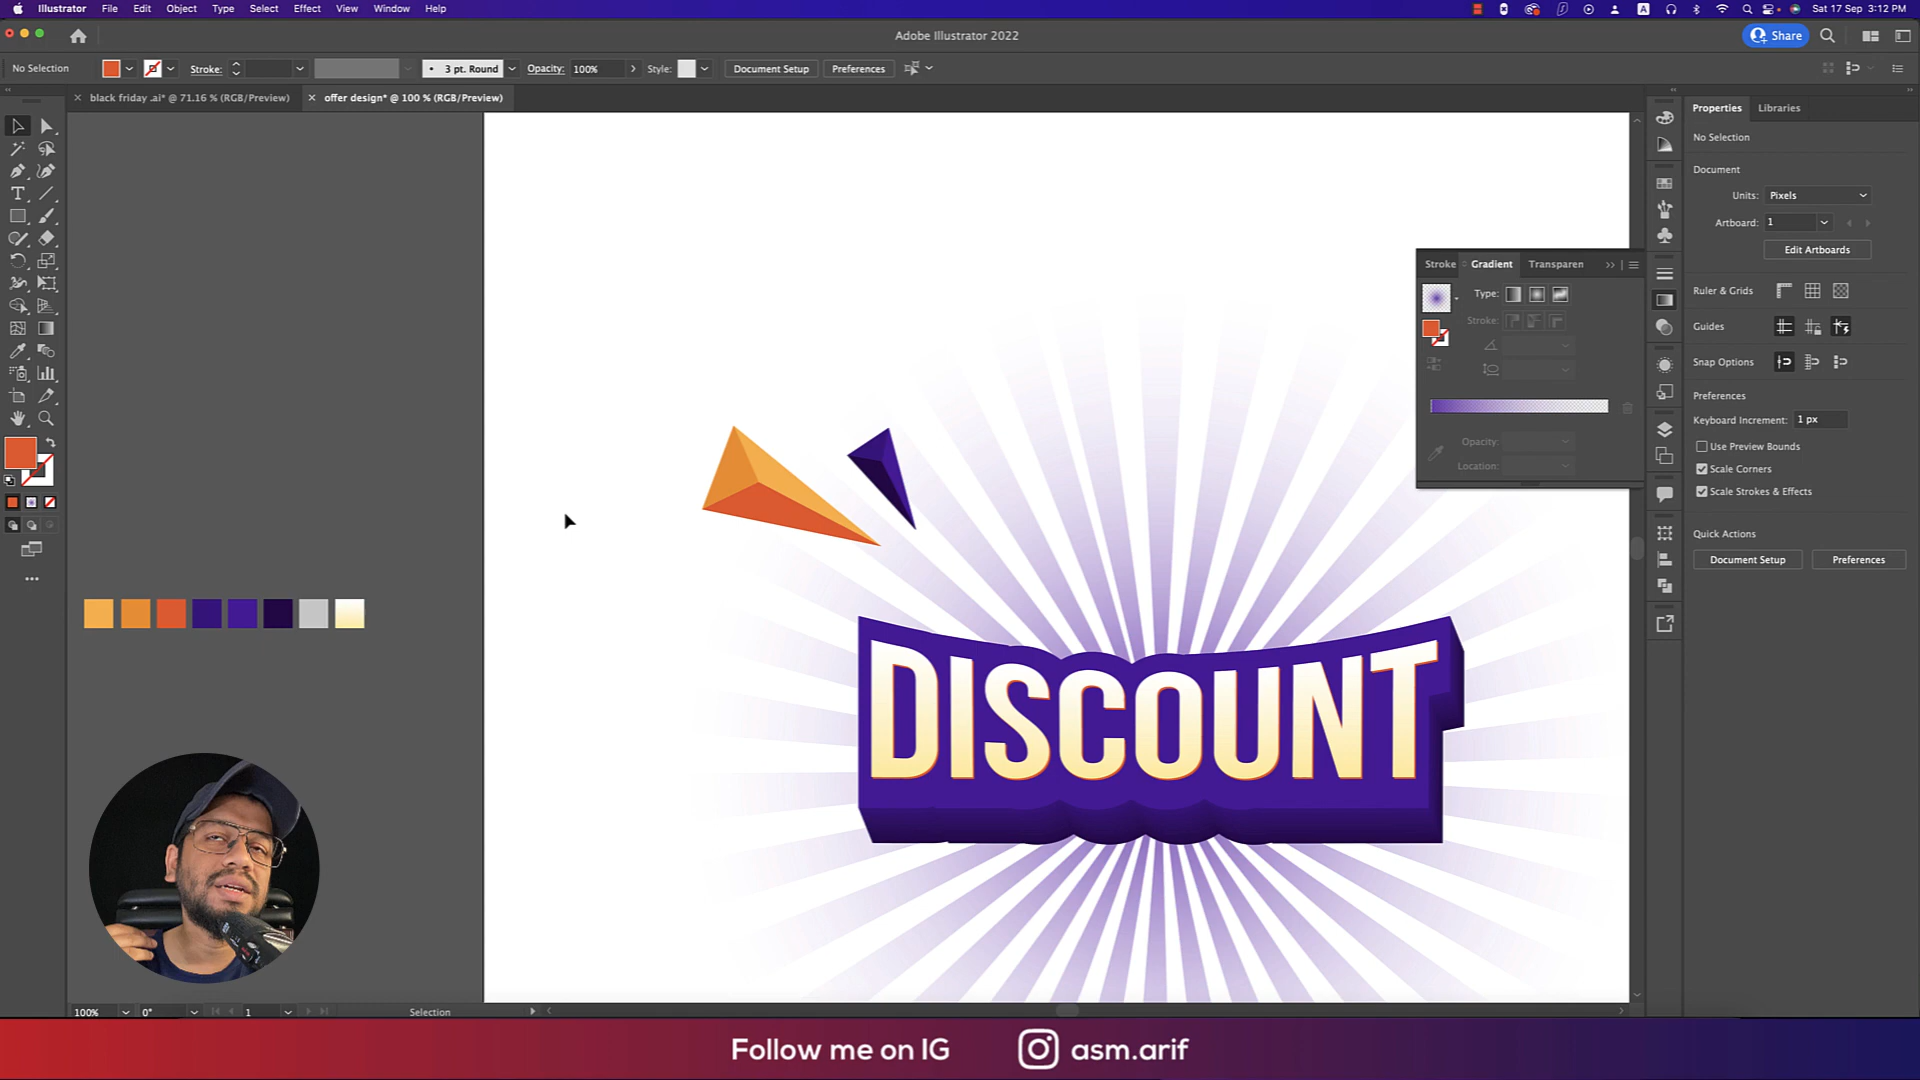 Illustrator File Edit Object Type Select Effect View Window Help
A Sat 17 Sep 3:12 PM
Adobe Illustrator 2022
Share
No Selection Stroke: 3 pt. Round Opacity: 100% Style: Document Setup Preferences
black friday .ai* @ 71.16 % (RGB/Preview)
offer design* @ 100 % (RGB/Preview)
Properties Libraries
No Selection
Document
Units: Pixels
Artboard: 1
Edit Artboards
Ruler & Grids
Guides
Snap Options
Preferences
Keyboard Increment: 1 px
Use Preview Bounds
Scale Corners
Scale Strokes & Effects
Quick Actions
Document Setup Preferences
Stroke Gradient Transparen
Type:
Stroke:
Opacity:
Location:
DISCOUNT
100% 0° 1 Selection
Follow me on IG asm.arif